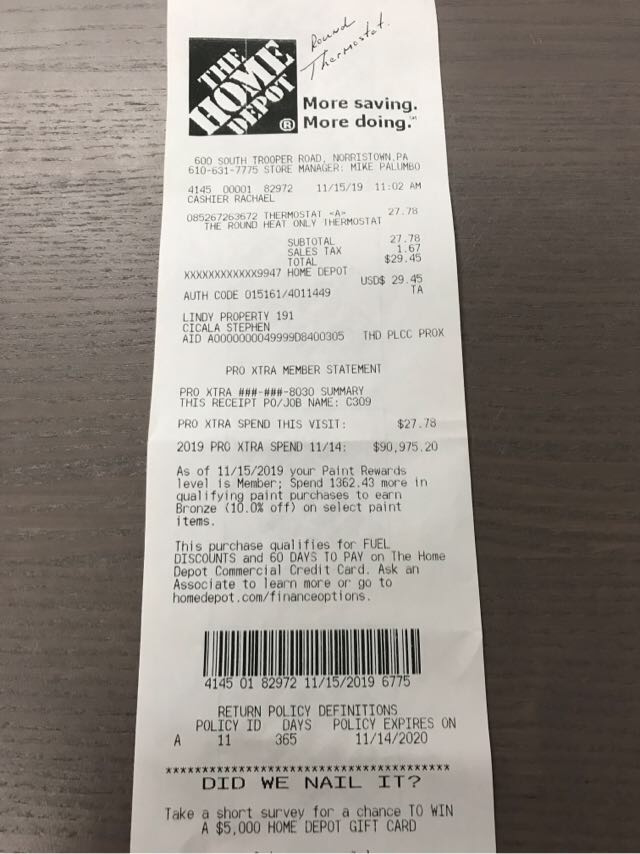 Round
Thermostat.
THE
HOME
DEPOT
®
More saving.
More doing.℠
600 SOUTH TROOPER ROAD, NORRISTOWN,PA
610-631-7775 STORE MANAGER: MIKE PALUMBO
4145 00001 82972 11/15/19 11:02 AM
CASHIER RACHAEL
085267263672 THERMOSTAT <A> 27.78
THE ROUND HEAT ONLY THERMOSTAT
SUBTOTAL 27.78
SALES TAX 1.67
TOTAL $29.45
XXXXXXXXXXXX9947 HOME DEPOT
USD$ 29.45
AUTH CODE 015161/4011449 TA
LINDY PROPERTY 191
CICALA STEPHEN
AID A0000000049999D8400305 THD PLCC PROX
PRO XTRA MEMBER STATEMENT
PRO XTRA ###-###-8030 SUMMARY
THIS RECEIPT PO/JOB NAME: C309
PRO XTRA SPEND THIS VISIT: $27.78
2019 PRO XTRA SPEND 11/14: $90,975.20
As of 11/15/2019 your Paint Rewards
level is Member; Spend 1362.43 more in
qualifying paint purchases to earn
Bronze (10.0% off) on select paint
items.
This purchase qualifies for FUEL
DISCOUNTS and 60 DAYS TO PAY on The Home
Depot Commercial Credit Card. Ask an
Associate to learn more or go to
homedepot.com/financeoptions.
4145 01 82972 11/15/2019 6775
RETURN POLICY DEFINITIONS
POLICY ID DAYS POLICY EXPIRES ON
A 11 365 11/14/2020
****************************************
DID WE NAIL IT?
Take a short survey for a chance TO WIN
A $5,000 HOME DEPOT GIFT CARD